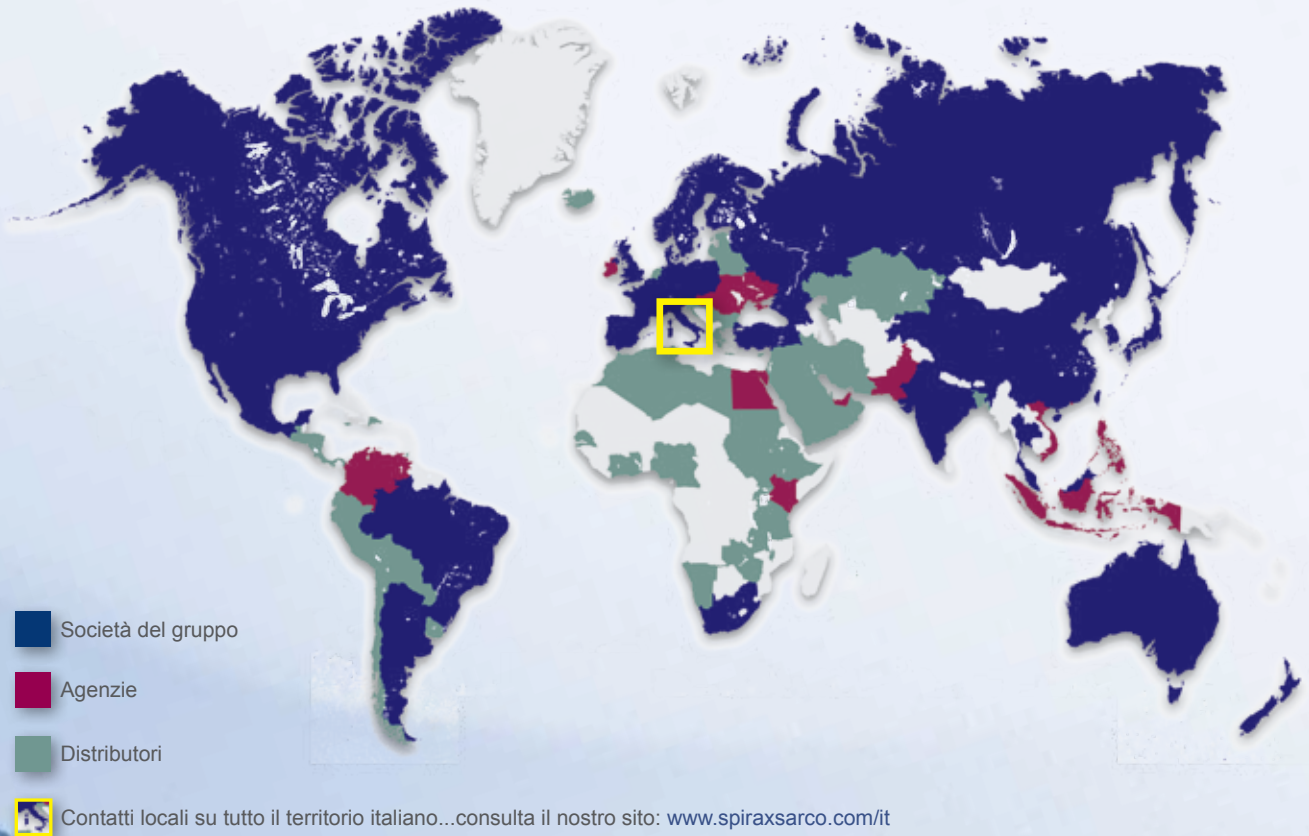 Società del gruppo
Agenzie
Distributori
Contatti locali su tutto il territorio italiano...consulta il nostro sito: www.spiraxsarco.com/it